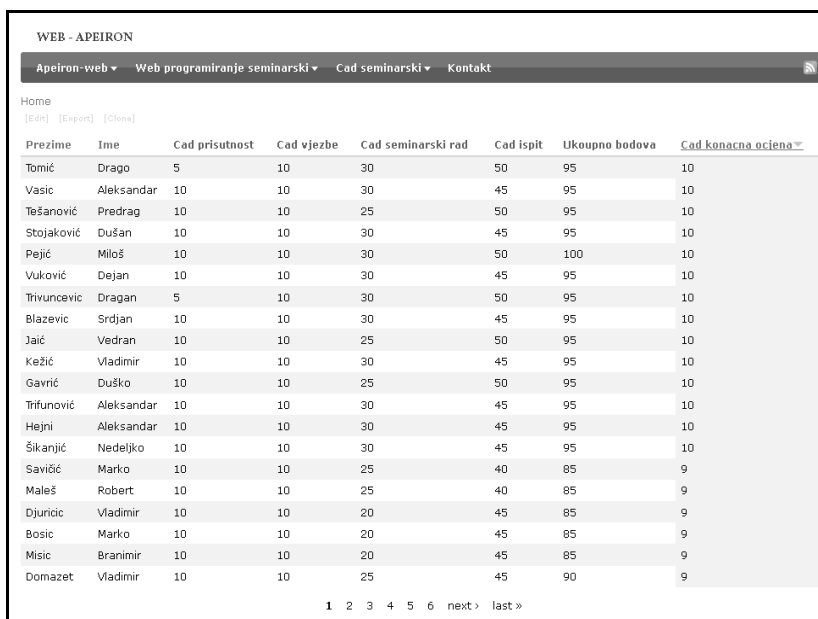 WEB - APEIRON
Apeiron-web Web programiranje seminarski Cad seminarski Kontakt
Home
[Edit] [Export] [Clone]
Prezime Ime Cad prisutnost Cad vjezbe Cad seminarski rad Cad ispit Ukoupno bodova Cad konacna ocjena
Tomić Drago 5 10 30 50 95 10
Vasic Aleksandar 10 10 30 45 95 10
Tešanović Predrag 10 10 25 50 95 10
Stojaković Dušan 10 10 30 45 95 10
Pejić Miloš 10 10 30 50 100 10
Vuković Dejan 10 10 30 45 95 10
Trivuncevic Dragan 5 10 30 50 95 10
Blazevic Srdjan 10 10 30 45 95 10
Jaić Vedran 10 10 25 50 95 10
Kežić Vladimir 10 10 30 45 95 10
Gavrić Duško 10 10 25 50 95 10
Trifunović Aleksandar 10 10 30 45 95 10
Hejni Aleksandar 10 10 30 45 95 10
Šikanjić Nedeljko 10 10 30 45 95 10
Savičić Marko 10 10 25 40 85 9
Maleš Robert 10 10 25 40 85 9
Djuricic Vladimir 10 10 20 45 85 9
Bosic Marko 10 10 20 45 85 9
Misic Branimir 10 10 20 45 85 9
Domazet Vladimir 10 10 25 45 90 9
1 2 3 4 5 6 next › last »